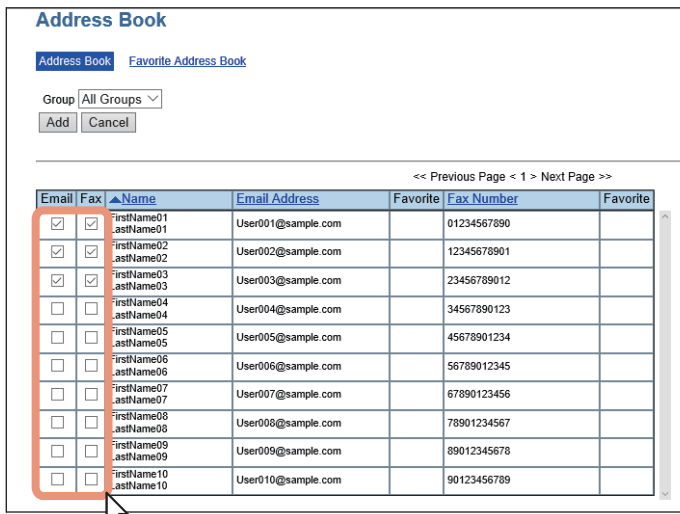 Address Book
Address Book Favorite Address Book
Group All Groups
Add Cancel
<< Previous Page < 1 > Next Page >>
Email Fax Name Email Address Favorite Fax Number Favorite
FirstName01
LastName01 User001@sample.com 01234567890
FirstName02
LastName02 User002@sample.com 12345678901
FirstName03
LastName03 User003@sample.com 23456789012
FirstName04
LastName04 User004@sample.com 34567890123
FirstName05
LastName05 User005@sample.com 45678901234
FirstName06
LastName06 User006@sample.com 56789012345
FirstName07
LastName07 User007@sample.com 67890123456
FirstName08
LastName08 User008@sample.com 78901234567
FirstName09
LastName09 User009@sample.com 89012345678
FirstName10
LastName10 User010@sample.com 90123456789